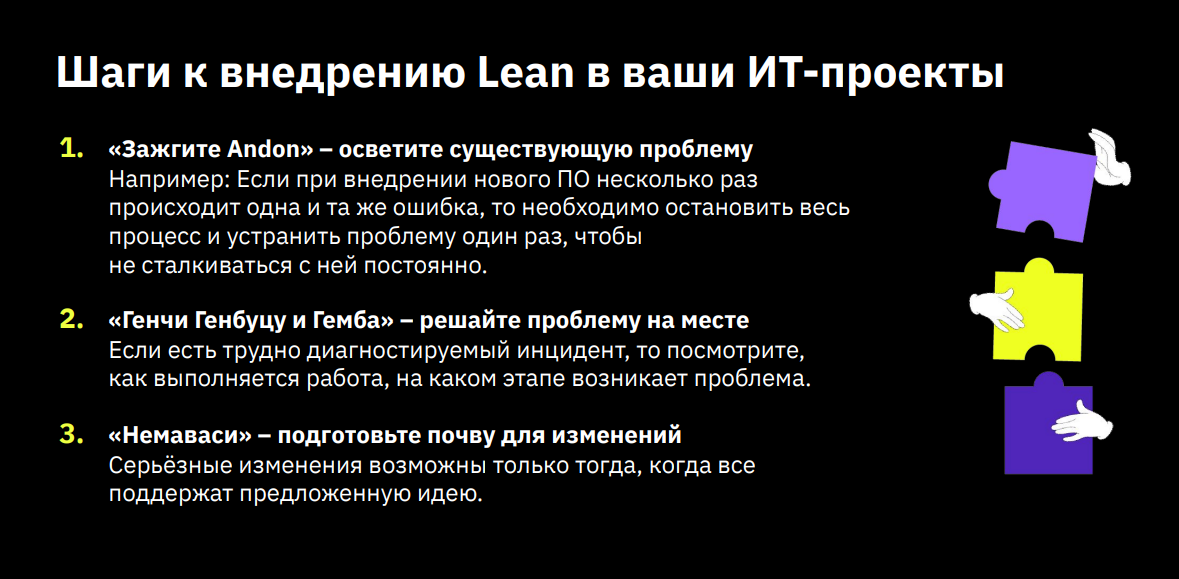 Шаги к внедрению Lean в ваши ИТ-проекты
1. «Зажгите Andon» – осветите существующую проблему
Например: Если при внедрении нового ПО несколько раз
происходит одна и та же ошибка, то необходимо остановить весь
процесс и устранить проблему один раз, чтобы
не сталкиваться с ней постоянно.
2. «Генчи Генбуцу и Гемба» – решайте проблему на месте
Если есть трудно диагностируемый инцидент, то посмотрите,
как выполняется работа, на каком этапе возникает проблема.
3. «Немаваси» – подготовьте почву для изменений
Серьёзные изменения возможны только тогда, когда все
поддержат предложенную идею.